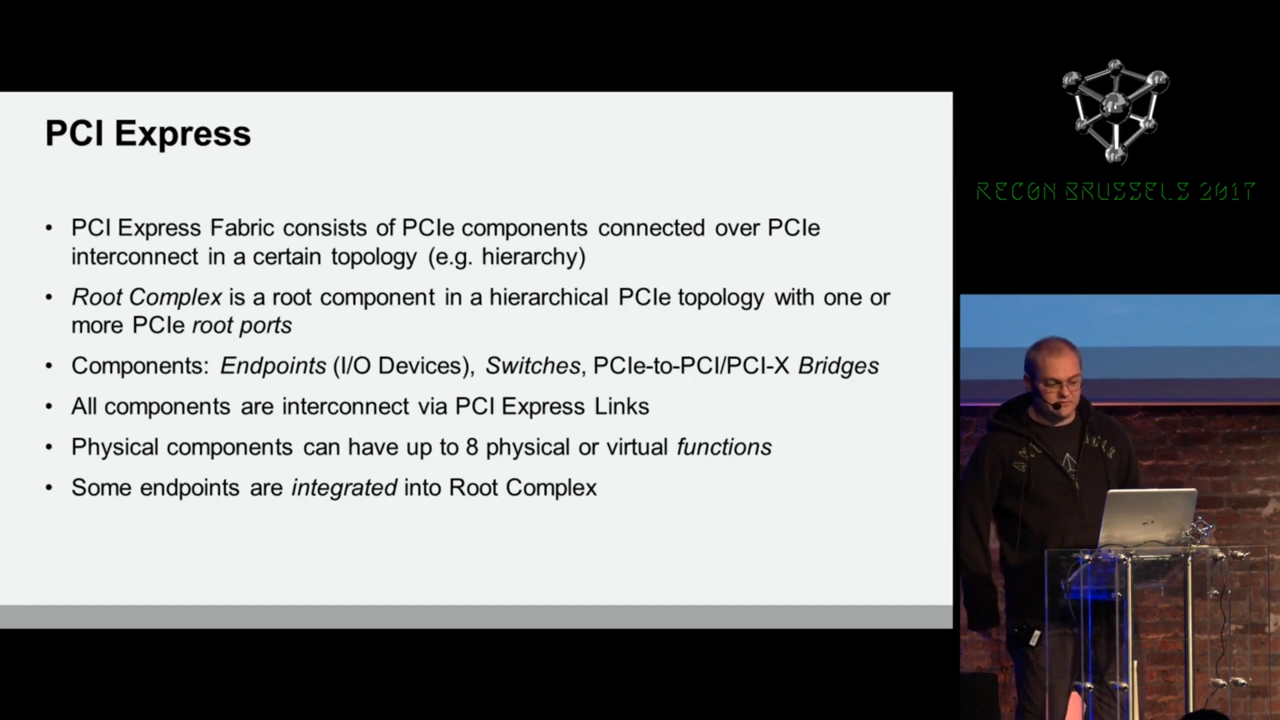 PCI Express
• PCI Express Fabric consists of PCIe components connected over PCIe
interconnect in a certain topology (e.g. hierarchy)
• Root Complex is a root component in a hierarchical PCIe topology with one or
more PCIe root ports
• Components: Endpoints (I/O Devices), Switches, PCIe-to-PCI/PCI-X Bridges
• All components are interconnect via PCI Express Links
• Physical components can have up to 8 physical or virtual functions
• Some endpoints are integrated into Root Complex
RECON BRUSSELS 2017